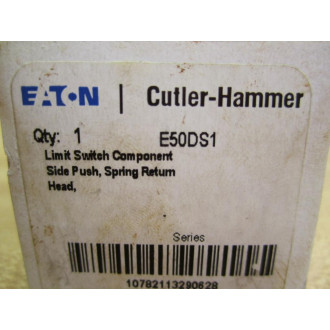 EATON | Cutler-Hammer
Qty: 1 E50DS1
Limit Switch Component
Side Push, Spring Return
Head,
Series
10782113290628